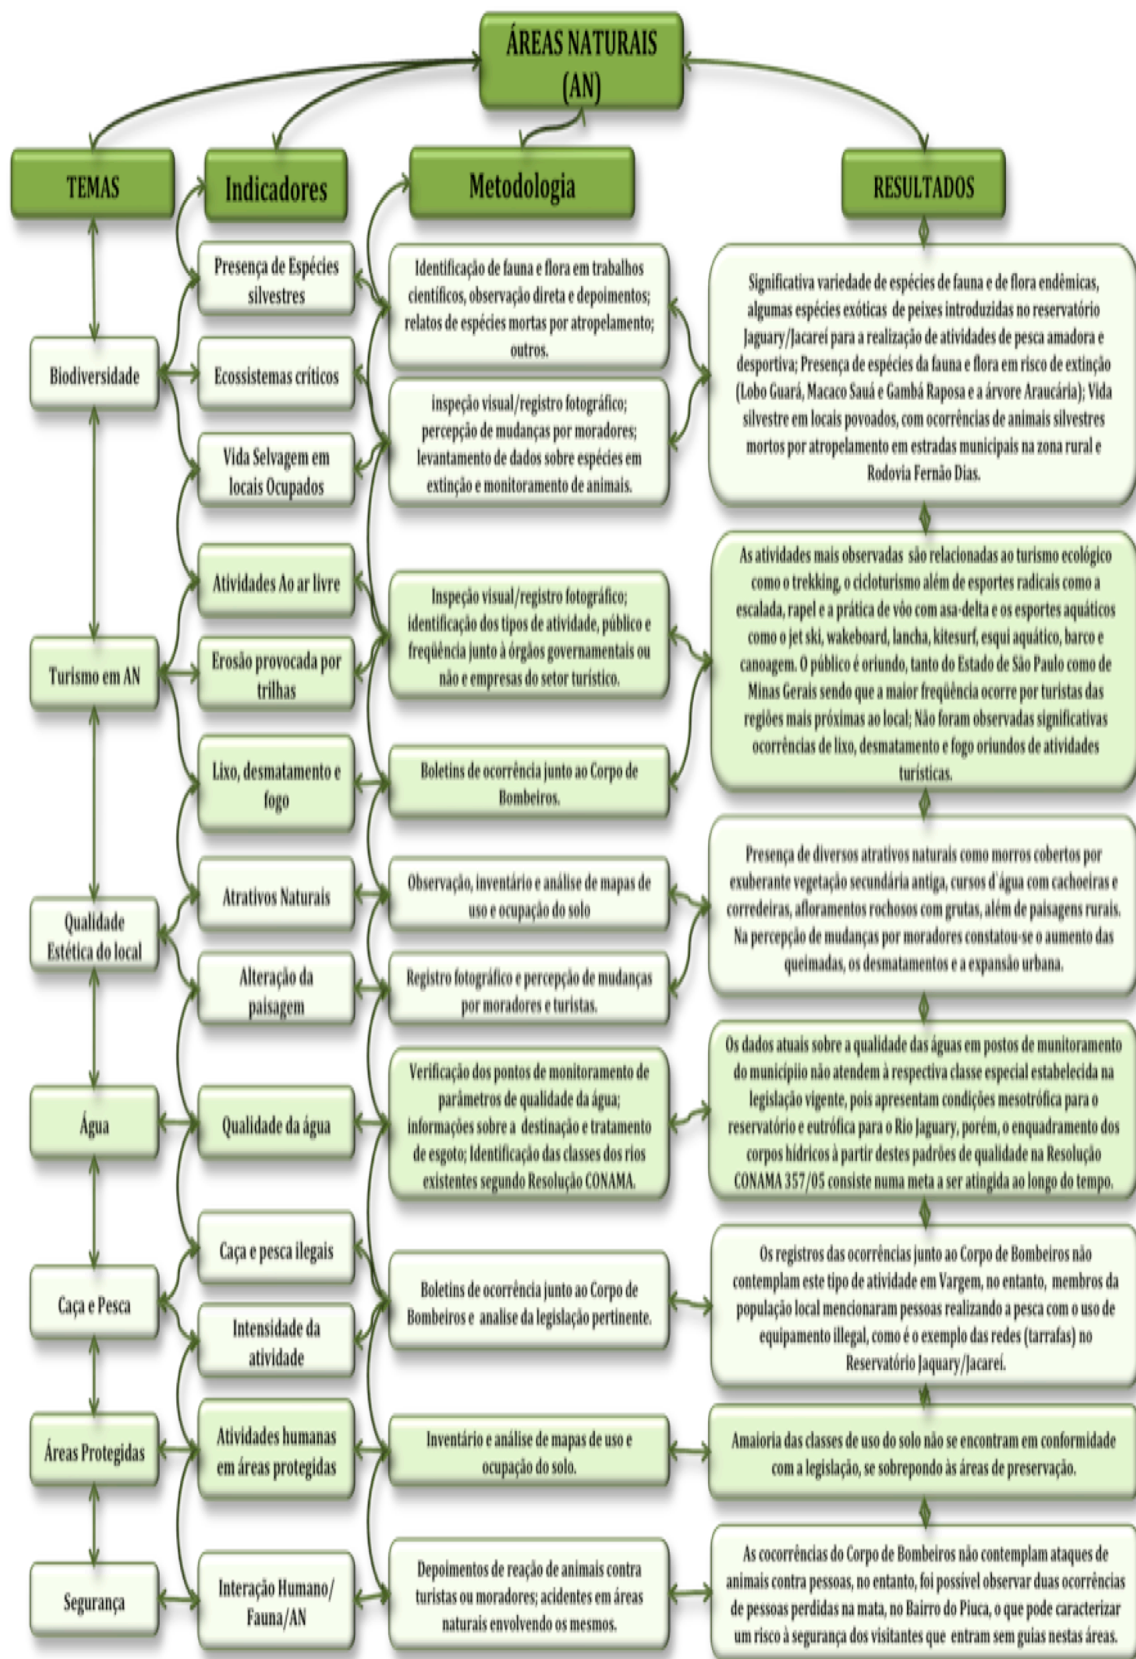 ÁREAS NATURAIS
(AN)
TEMAS
Indicadores
Metodologia
RESULTADOS
Biodiversidade
Presença de Espécies
silvestres
Ecossistemas críticos
Vida Selvagem em
locais Ocupados
Identificação de fauna e flora em trabalhos
científicos, observação direta e depoimentos;
relatos de espécies mortas por atropelamento;
outros.
inspeção visual/registro fotográfico;
percepção de mudanças por moradores;
levantamento de dados sobre espécies em
extinção e monitoramento de animais.
Significativa variedade de espécies de fauna e de flora endêmicas,
algumas espécies exóticas de peixes introduzidas no reservatório
Jaguary/Jacareí para a realização de atividades de pesca amadora e
desportiva; Presença de espécies da fauna e flora em risco de extinção
(Lobo Guará, Macaco Sauá e Gambá Raposa e a árvore Araucária); Vida
silvestre em locais povoados, com ocorrências de animais silvestres
mortos por atropelamento em estradas municipais na zona rural e
Rodovia Fernão Dias.
Turismo em AN
Atividades Ao ar livre
Erosão provocada por
trilhas
Lixo, desmatamento e
fogo
Inspeção visual/registro fotográfico;
identificação dos tipos de atividade, público e
freqüência junto à órgãos governamentais ou
não e empresas do setor turístico.
Boletins de ocorrência junto ao Corpo de
Bombeiros.
As atividades mais observadas são relacionadas ao turismo ecológico
como o trekking, o cicloturismo além de esportes radicais como a
escalada, rapel e a prática de vôo com asa-delta e os esportes aquáticos
como o jet ski, wakeboard, lancha, kitesurf, esqui aquático, barco e
canoagem. O público é oriundo, tanto do Estado de São Paulo como de
Minas Gerais sendo que a maior freqüência ocorre por turistas das
regiões mais próximas ao local; Não foram observadas significativas
ocorrências de lixo, desmatamento e fogo oriundos de atividades
turísticas.
Qualidade
Estética do local
Atrativos Naturais
Alteração da
paisagem
Observação, inventário e análise de mapas de
uso e ocupação do solo
Registro fotográfico e percepção de mudanças
por moradores e turistas.
Presença de diversos atrativos naturais como morros cobertos por
exuberante vegetação secundária antiga, cursos d`água com cachoeiras e
corredeiras, afloramentos rochosos com grutas, além de paisagens rurais.
Na percepção de mudanças por moradores constatou-se o aumento das
queimadas, os desmatamentos e a expansão urbana.
Água
Qualidade da água
Verificação dos pontos de monitoramento de
parâmetros de qualidade da água;
informações sobre a destinação e tratamento
de esgoto; Identificação das classes dos rios
existentes segundo Resolução CONAMA.
Os dados atuais sobre a qualidade das águas em postos de munitoramento
do municípiio não atendem à respectiva classe especial estabelecida na
legislação vigente, pois apresentam condições mesotrófica para o
reservatório e eutrófica para o Rio Jaguary, porém, o enquadramento dos
corpos hídricos à partir destes padrões de qualidade na Resolução
CONAMA 357/05 consiste numa meta a ser atingida ao longo do tempo.
Caça e Pesca
Caça e pesca ilegais
Intensidade da
atividade
Boletins de ocorrência junto ao Corpo de
Bombeiros e analise da legislação pertinente.
Os registros das ocorrências junto ao Corpo de Bombeiros não
contemplam este tipo de atividade em Vargem, no entanto, membros da
população local mencionaram pessoas realizando a pesca com o uso de
equipamento illegal, como é o exemplo das redes (tarrafas) no
Reservatório Jaquary/Jacareí.
Áreas Protegidas
Atividades humanas
em áreas protegidas
Inventário e análise de mapas de uso e
ocupação do solo.
Amaioria das classes de uso do solo não se encontram em conformidade
com a legislação, se sobrepondo às áreas de preservação.
Segurança
Interação Humano/
Fauna/AN
Depoimentos de reação de animais contra
turistas ou moradores; acidentes em áreas
naturais envolvendo os mesmos.
As cocorrências do Corpo de Bombeiros não contemplam ataques de
animais contra pessoas, no entanto, foi possível observar duas ocorrências
de pessoas perdidas na mata, no Bairro do Piuca, o que pode caracterizar
um risco à segurança dos visitantes que entram sem guias nestas áreas.